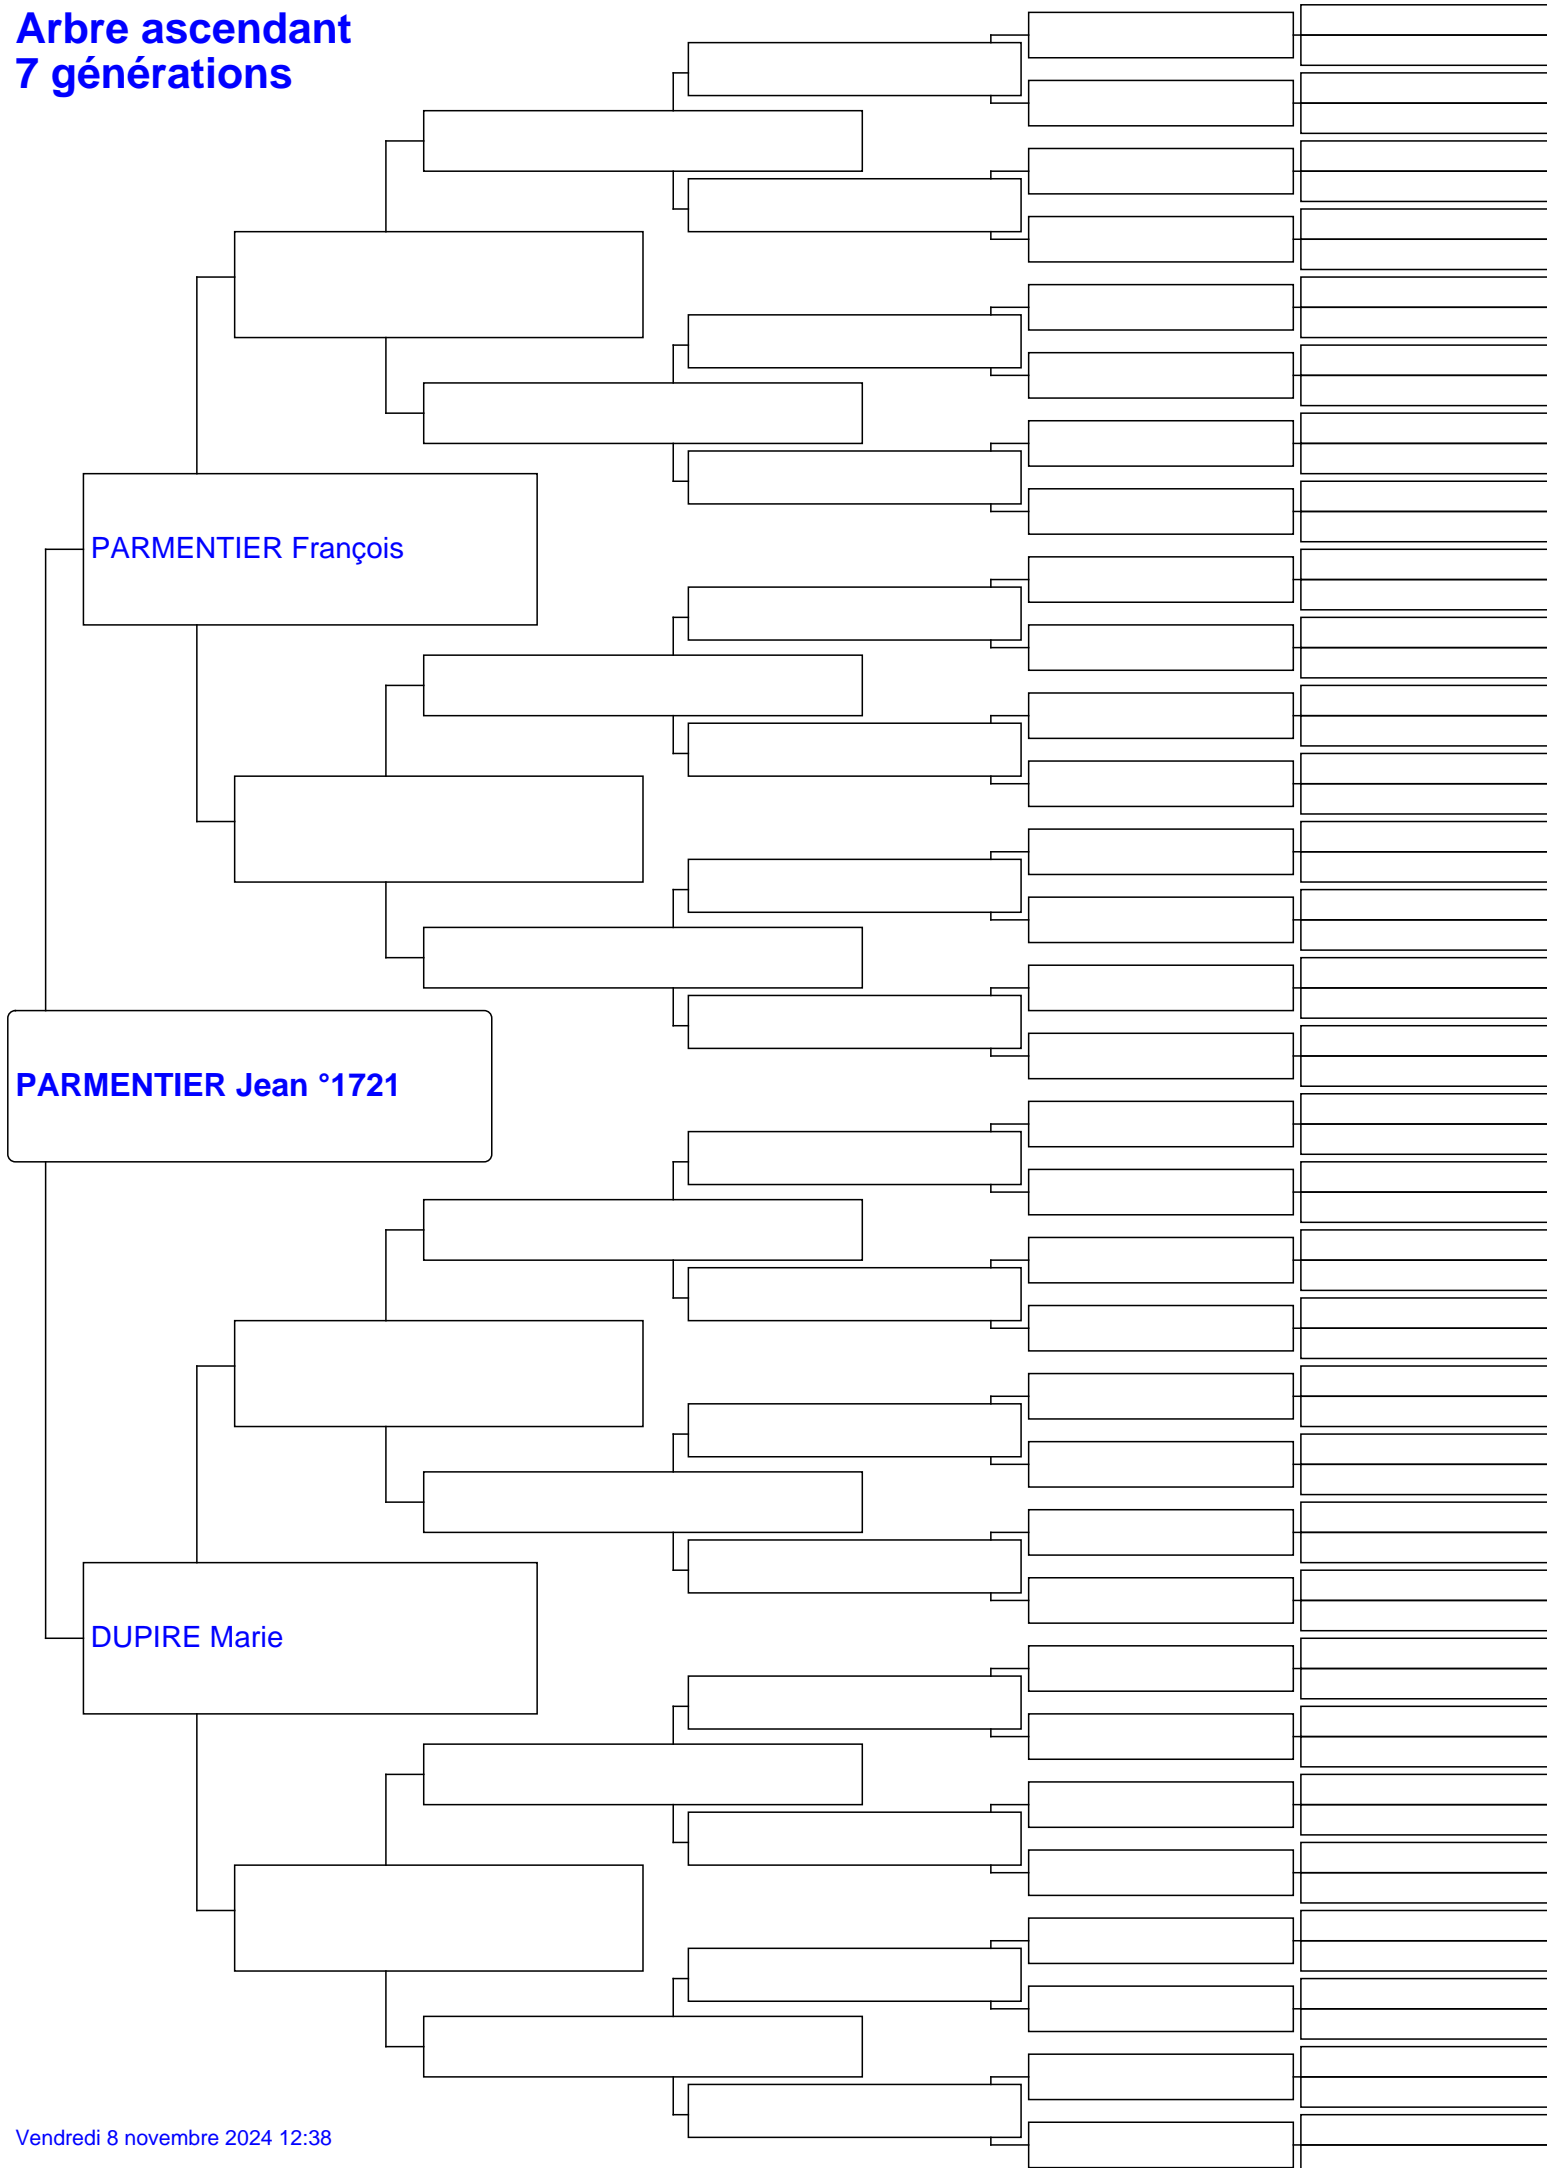 Arbre ascendant
7 générations
PARMENTIER François
PARMENTIER Jean °1721
DUPIRE Marie
Vendredi 8 novembre 2024 12:38